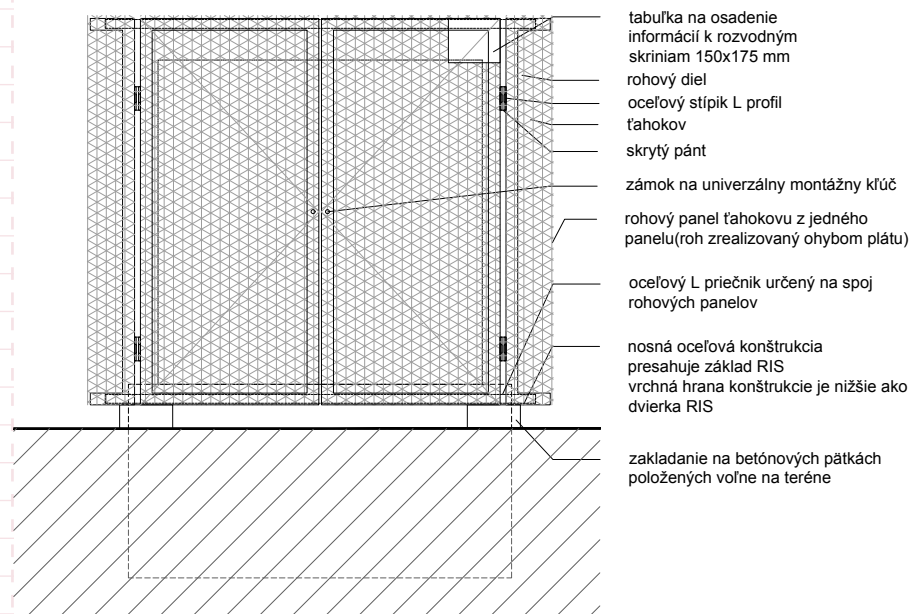 tabuľka na osadenie
informácií k rozvodným
skriniam 150x175 mm
rohový diel
oceľový stípik L profil
ťahokov
skrytý pánt
zámok na univerzálny montážny kľúč
rohový panel ťahokovu z jedného
panelu(roh zrealizovaný ohybom plátu)
oceľový L priečnik určený na spoj
rohových panelov
nosná oceľová konštrukcia
presahuje základ RIS
vrchná hrana konštrukcie je nižšie ako
dvierka RIS
zakladanie na betónových pätkách
položených voľne na teréne